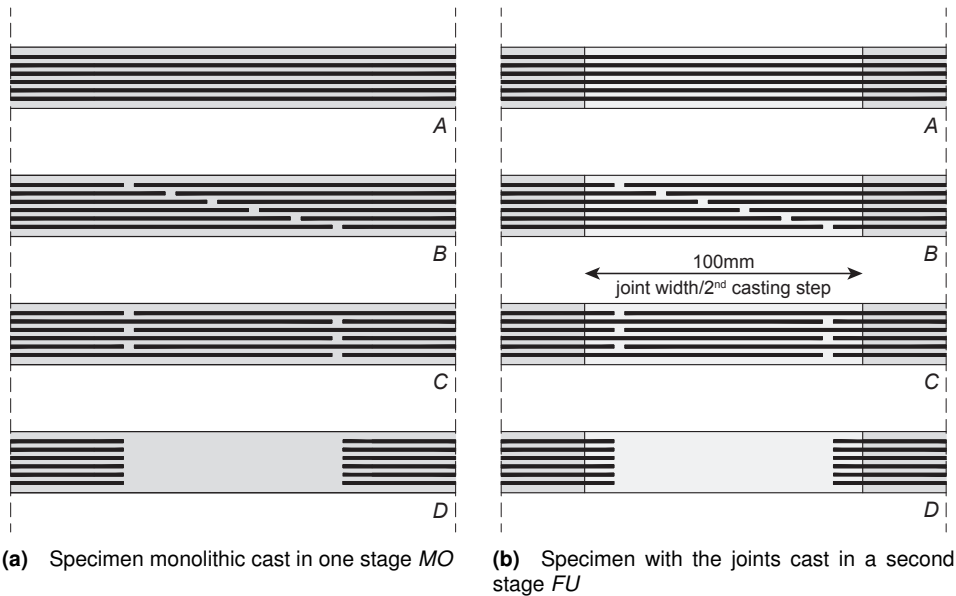 A
A
B
B
100mm
joint width/2nd casting step
C
C
D
D
(a) Specimen monolithic cast in one stage MO
(b) Specimen with the joints cast in a second
stage FU